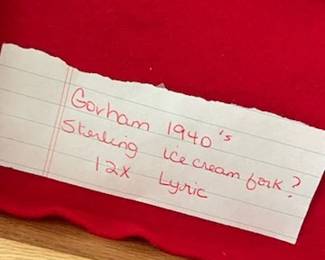 Gorham 1940's
Sterling ice cream fork?
12x Lyric